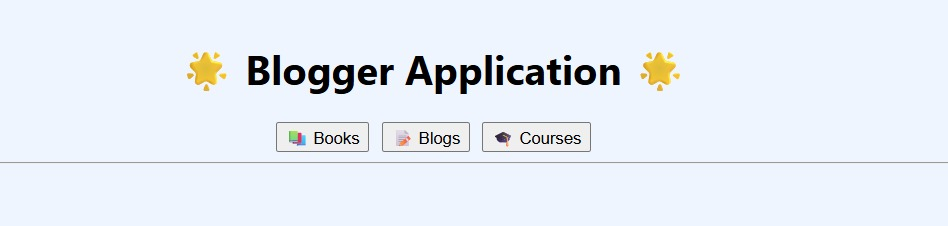 🌟 Blogger Application 🌟
📚 Books 📝 Blogs 🎓 Courses